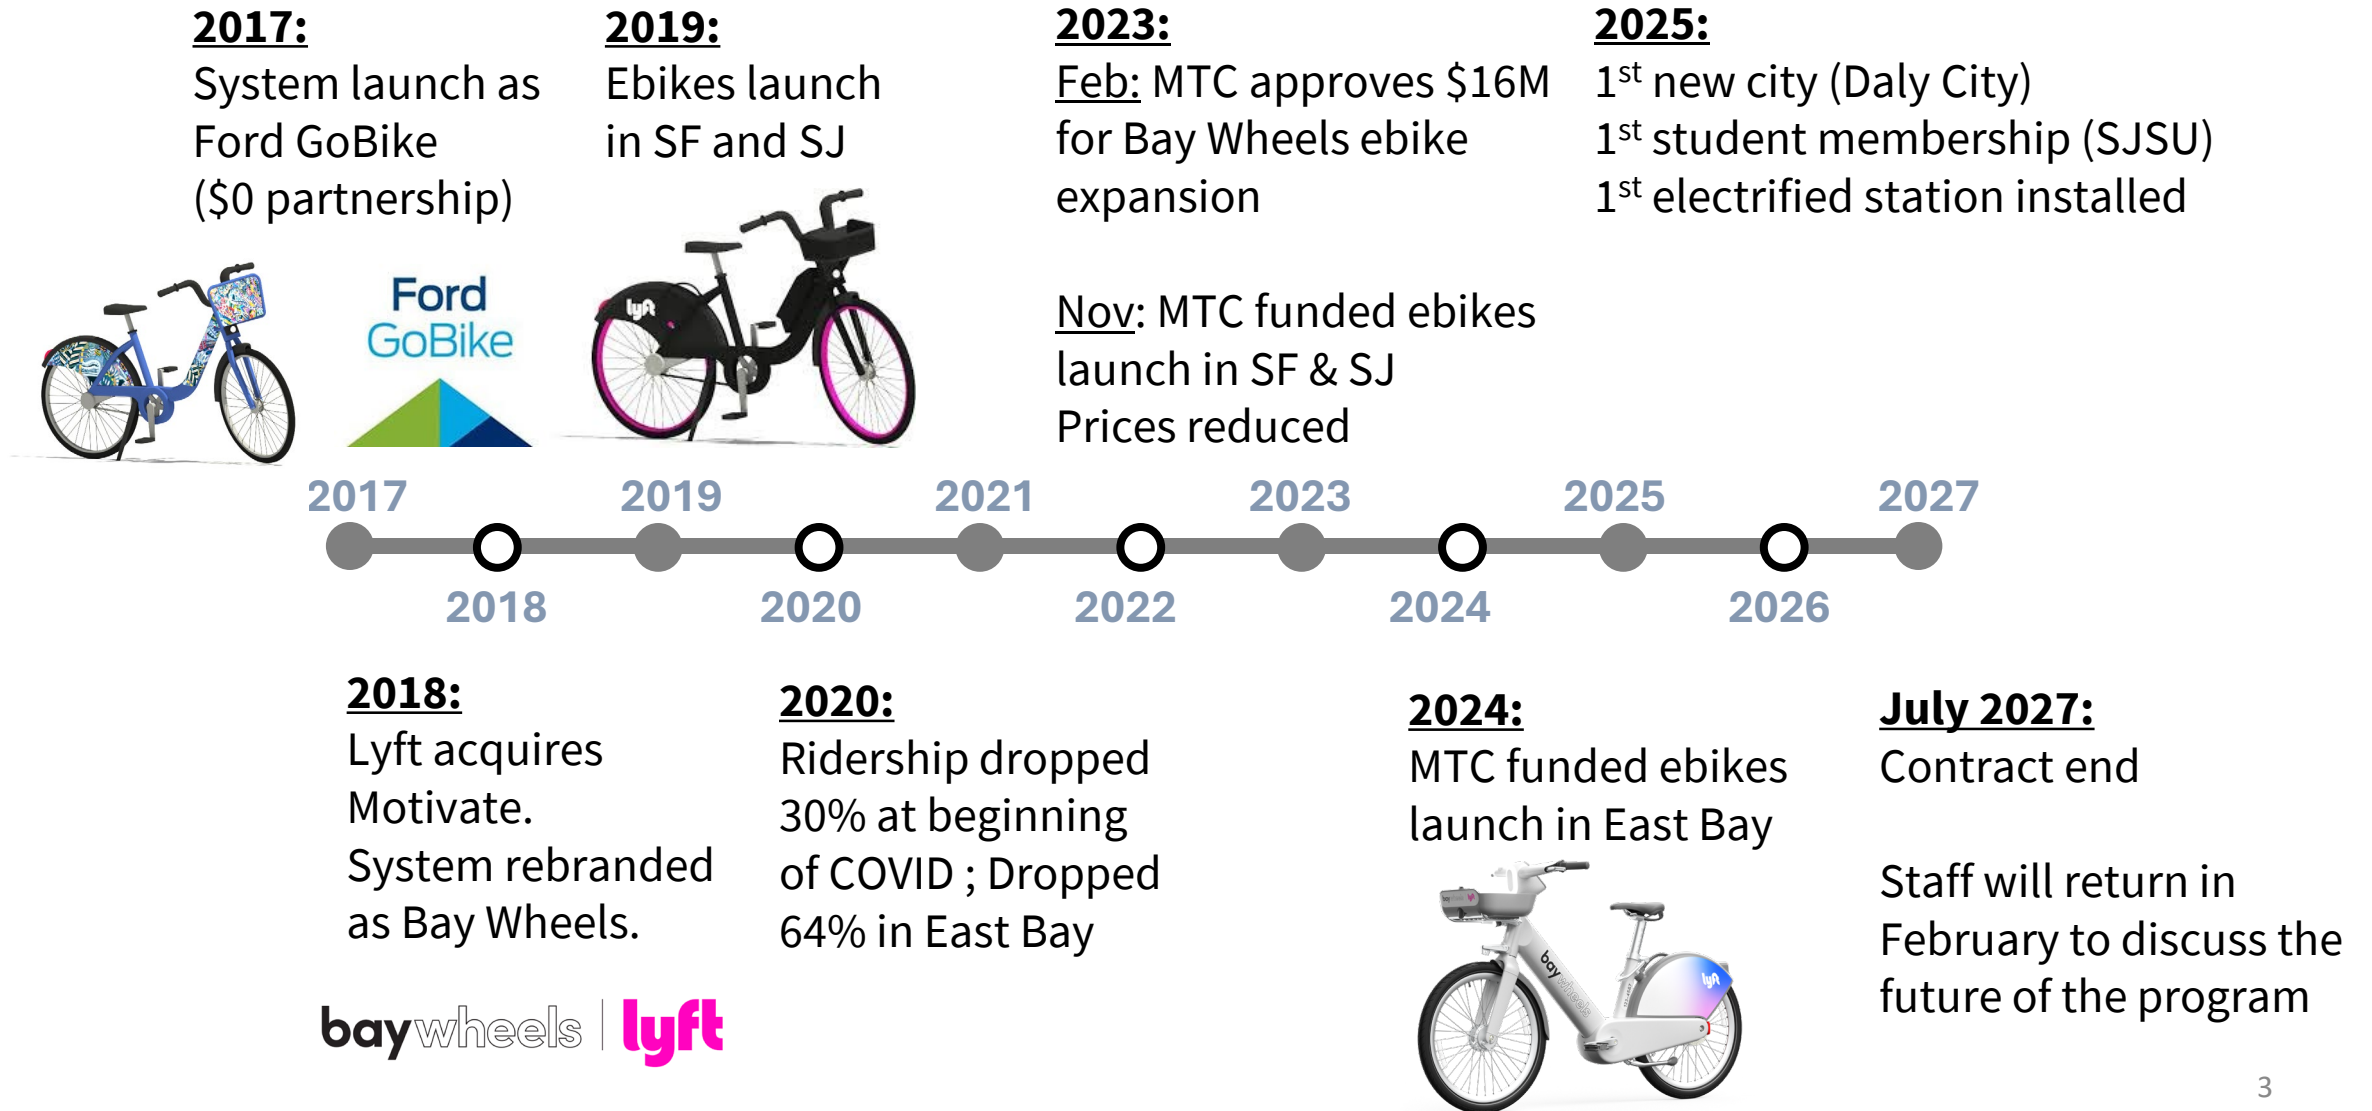 2017:
System launch as
Ford GoBike
($0 partnership)
2019:
Ebikes launch
in SF and SJ
2023:
Feb: MTC approves $16M
for Bay Wheels ebike
expansion
Nov: MTC funded ebikes
launch in SF & SJ
Prices reduced
2025:
1st new city (Daly City)
1st student membership (SJSU)
1st electrified station installed
Ford
GoBike
lyft
2017
2019
2021
2023
2025
2027
2018
2020
2022
2024
2026
2018:
Lyft acquires
Motivate.
System rebranded
as Bay Wheels.
baywheels | lyft
2020:
Ridership dropped
30% at beginning
of COVID ; Dropped
64% in East Bay
2024:
MTC funded ebikes
launch in East Bay
baywheels
lyft
July 2027:
Contract end
Staff will return in
February to discuss the
future of the program
3